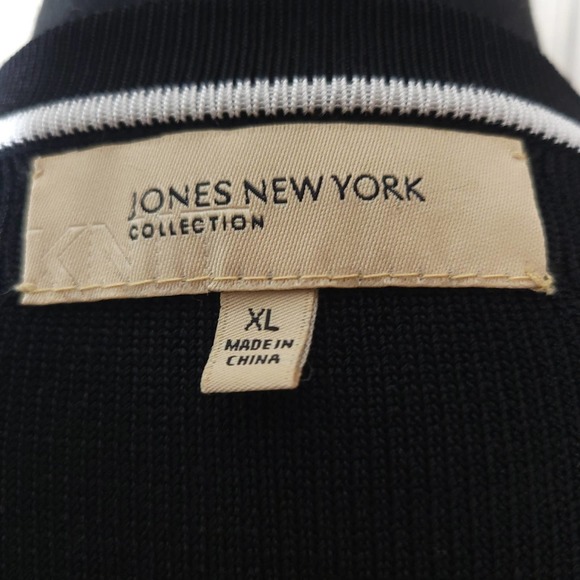 JONES NEW YORK
COLLECTION
XL
MADE IN
CHINA